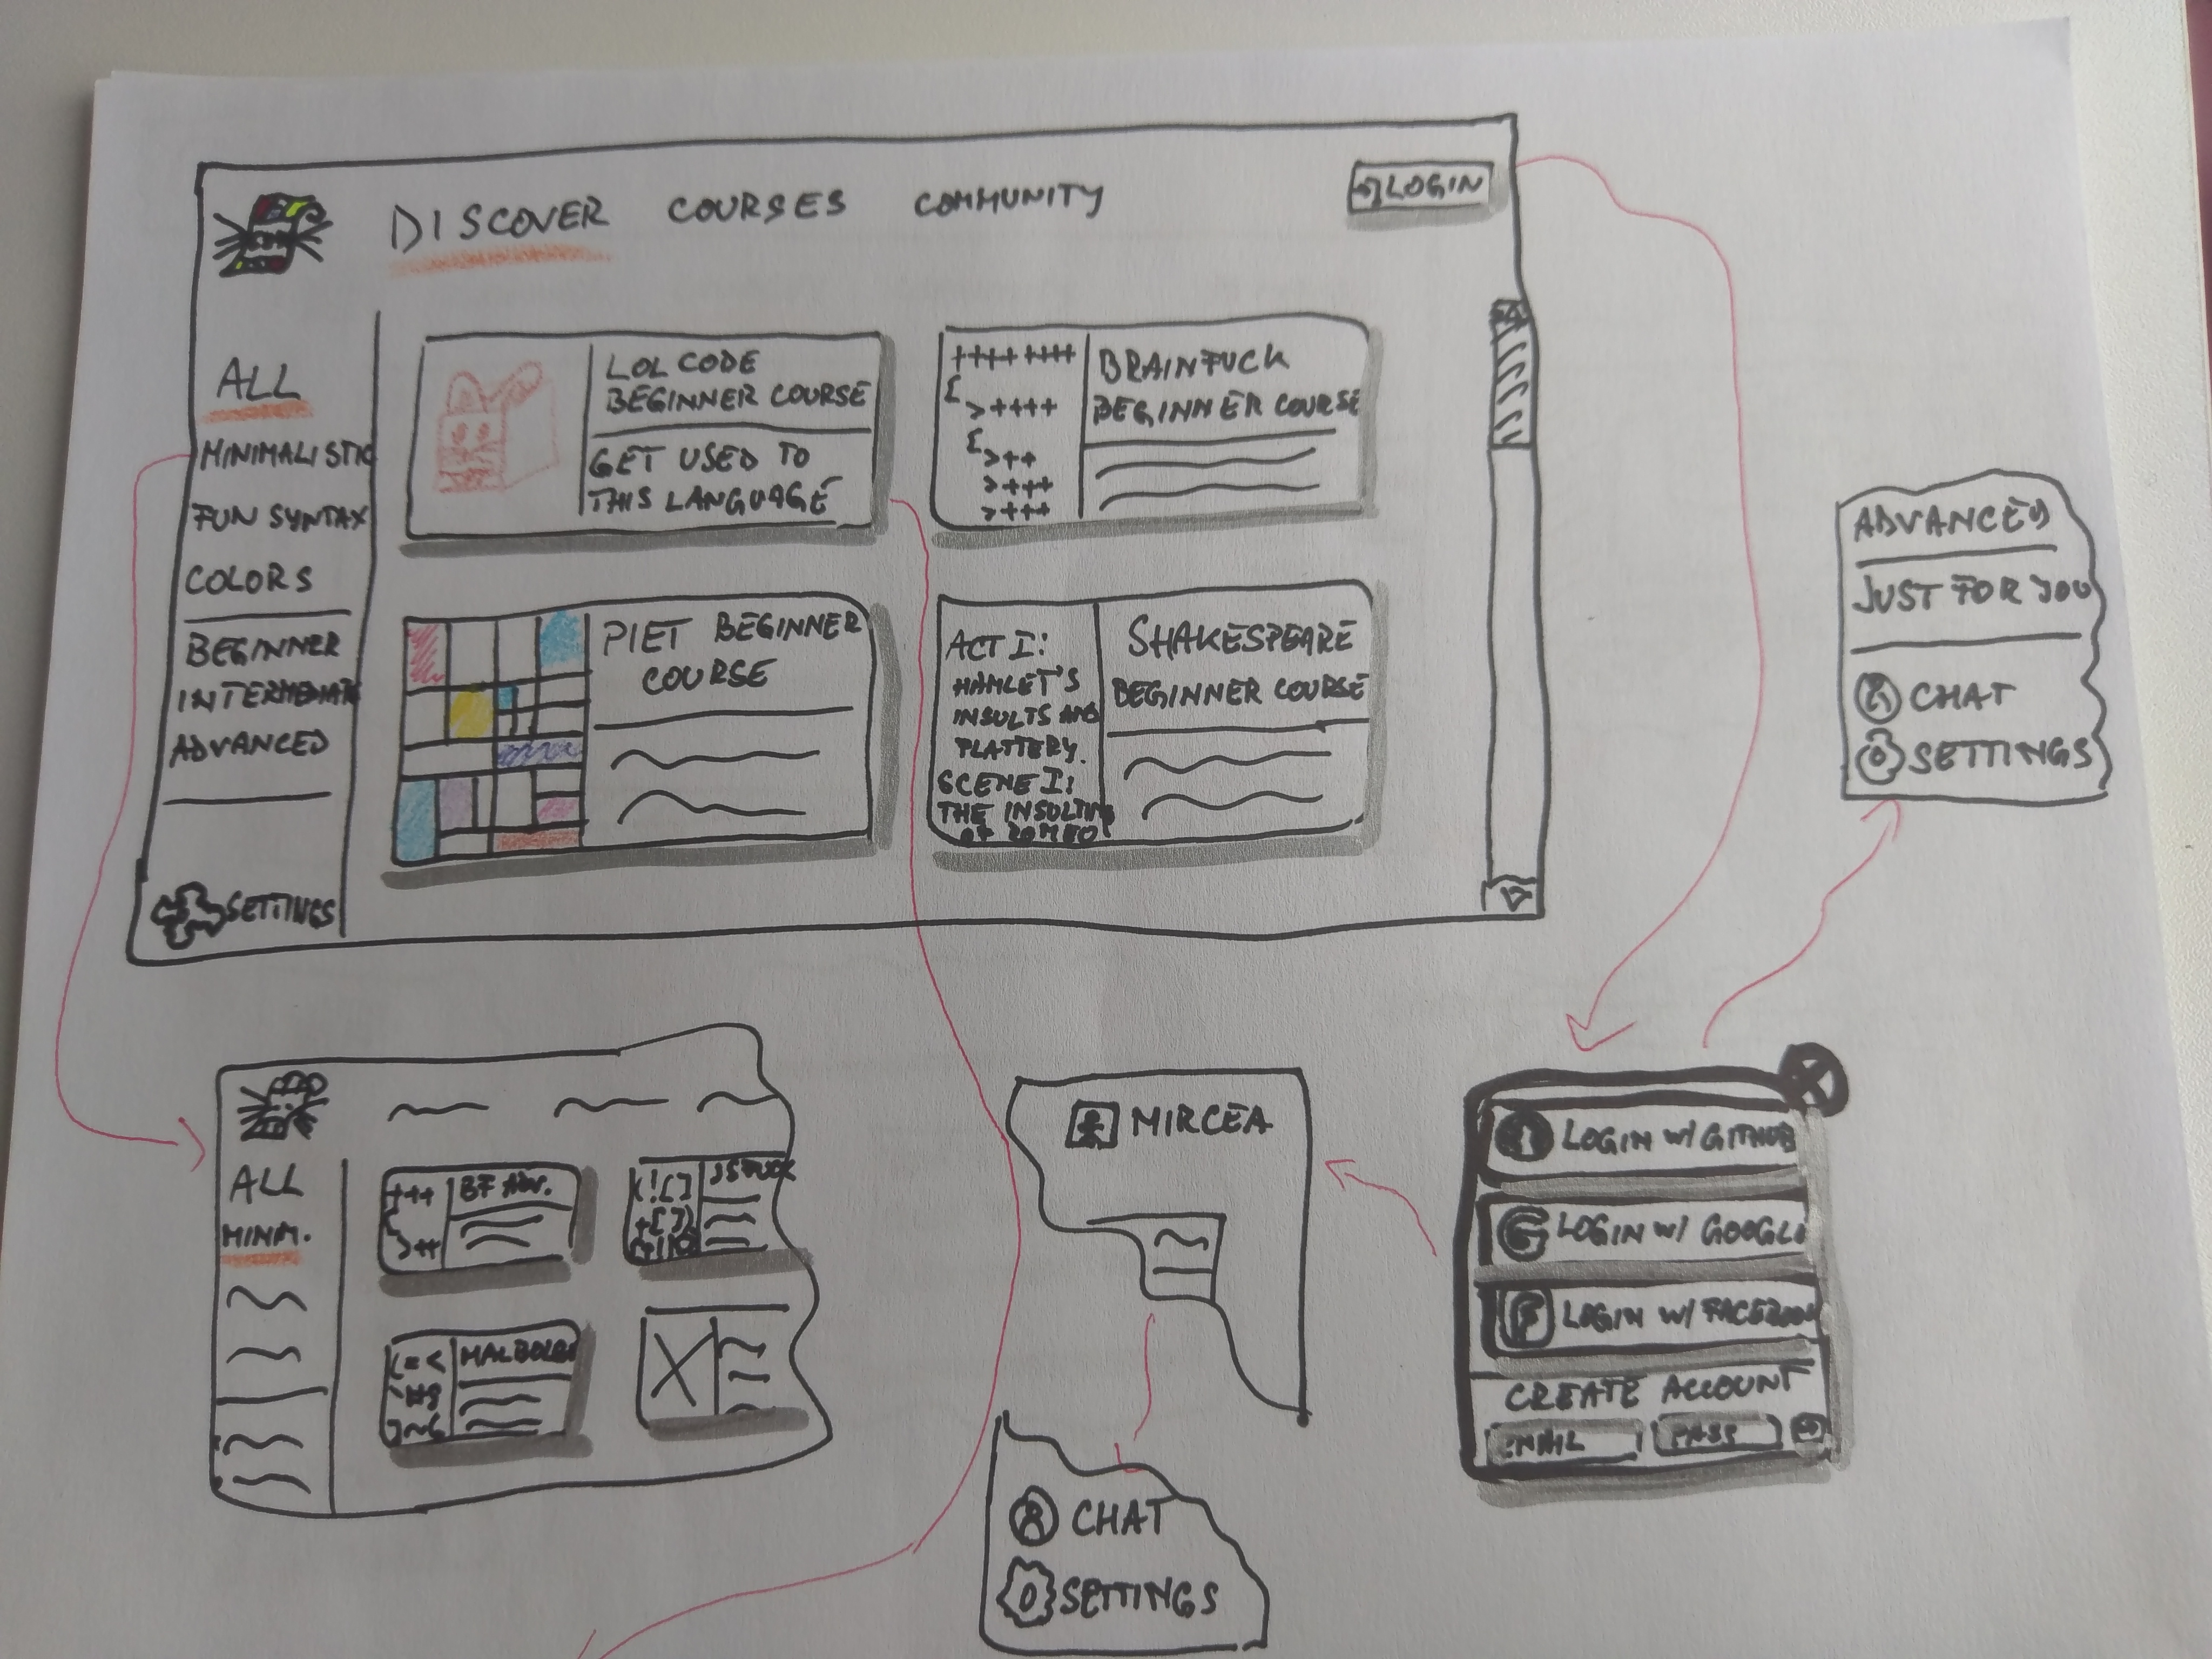 DISCOVER COURSES COMMUNITY
LOGIN
ALL
MINIMALISTIC
FUN SYNTAX
COLORS
BEGINNER
INTERMEDIATE
ADVANCED
SETTINGS
LOLCODE
BEGINNER COURSE
GET USED TO
THIS LANGUAGE
++++ ++++
[
>++++
[
>++
>+++
>+++
BRAINFUCK
BEGINNER COURSE
PIET BEGINNER
COURSE
ACT I:
HAMLET'S
INSULTS AND
FLATTERY.
SCENE I:
THE INSULTING
OF ROMEO
SHAKESPEARE
BEGINNER COURSE
ADVANCED
JUST FOR YOU
CHAT
SETTINGS
ALL
MINM.
+++
>++
BF ADV.
(![]
+[])
JSFUCK
(=<
MALBOLGE
MIRCEA
CHAT
SETTINGS
LOGIN W/ GITHUB
LOGIN W/ GOOGLE
F LOGIN W/ FACEBOOK
CREATE ACCOUNT
EMAIL PASS